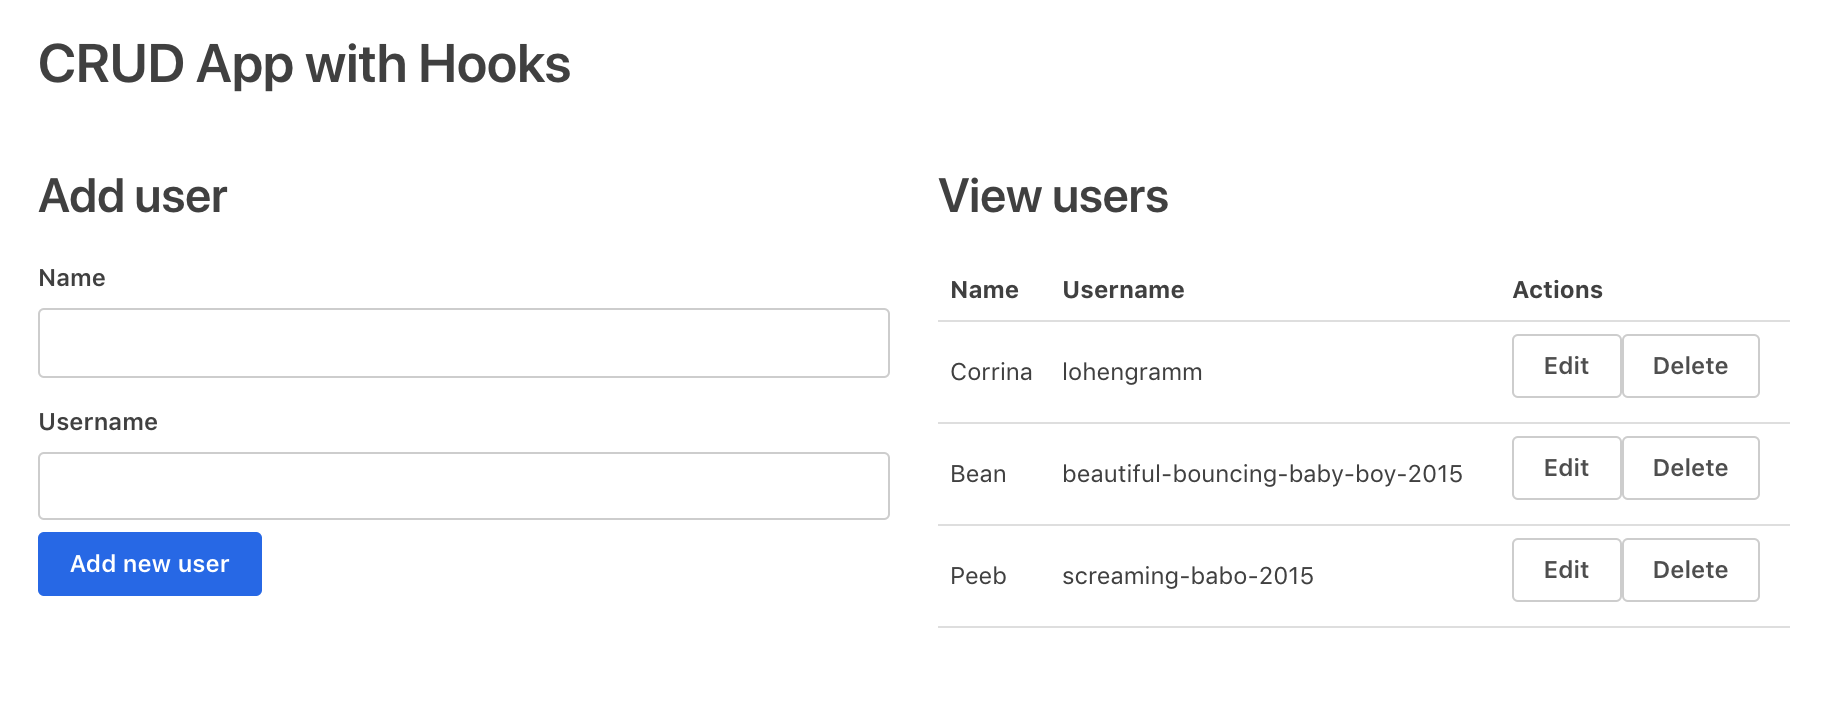 CRUD App with Hooks
Add user
Name
Username
Add new user
View users
Name Username Actions
Corrina lohengramm Edit Delete
Bean beautiful-bouncing-baby-boy-2015 Edit Delete
Peeb screaming-babo-2015 Edit Delete